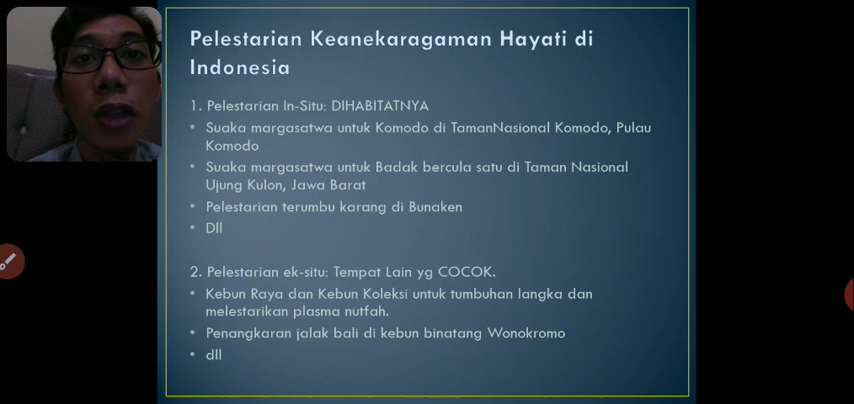 Pelestarian Keanekaragaman Hayati di
Indonesia
1. Pelestarian In-Situ: DIHABITATNYA
• Suaka margasatwa untuk Komodo di TamanNasional Komodo, Pulau
Komodo
• Suaka margasatwa untuk Badak bercula satu di Taman Nasional
Ujung Kulon, Jawa Barat
• Pelestarian terumbu karang di Bunaken
• Dll
2. Pelestarian ek-situ: Tempat Lain yg COCOK.
• Kebun Raya dan Kebun Koleksi untuk tumbuhan langka dan
melestarikan plasma nutfah.
• Penangkaran jalak bali di kebun binatang Wonokromo
• dll